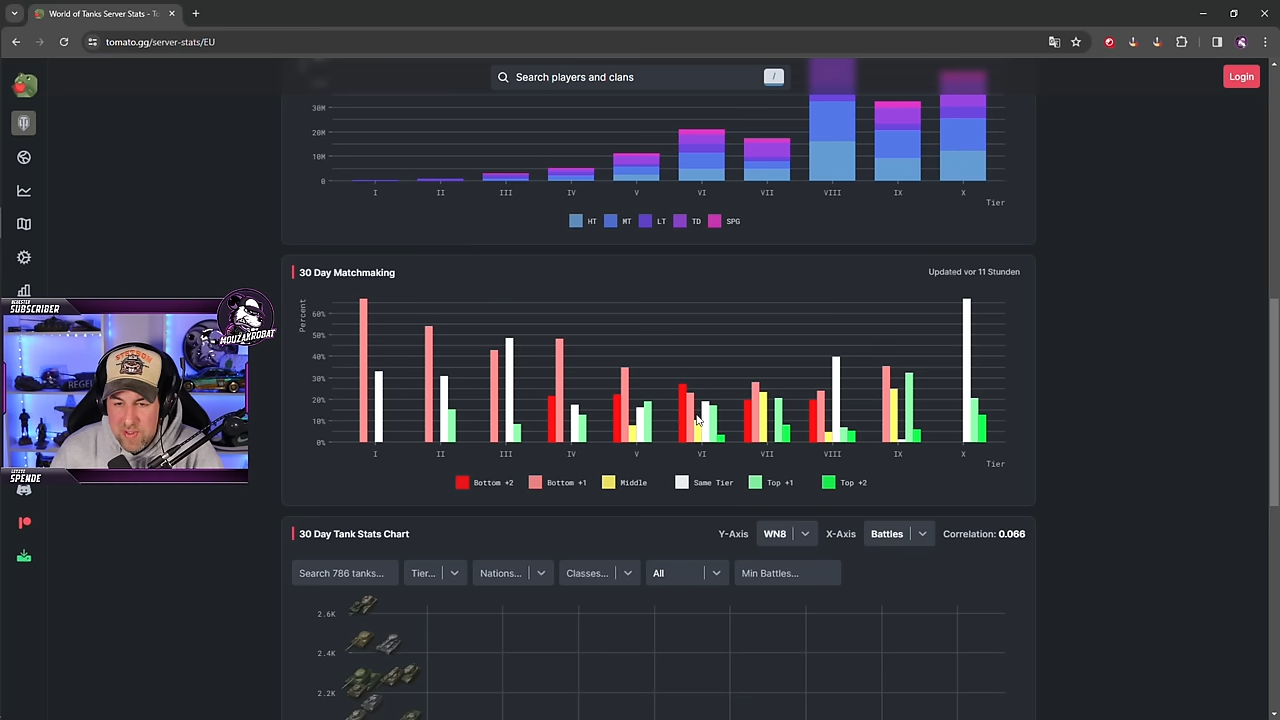 World of Tanks Server Stats - To
tomato.gg/server-stats/EU
Search players and clans
/
Login
30M
20M
10M
0
I II III IV V VI VII VIII IX X
Tier
HT MT LT TD SPG
30 Day Matchmaking
Updated vor 11 Stunden
Percent
60%
50%
40%
30%
20%
10%
0%
I II III IV V VI VII VIII IX X
Tier
Bottom +2 Bottom +1 Middle Same Tier Top +1 Top +2
30 Day Tank Stats Chart
Y-Axis WN8 X-Axis Battles Correlation: 0.066
Search 786 tanks... Tier... Nations... Classes... All Min Battles...
2.6K
2.4K
2.2K
SUBSCRIBER
MOUZAKROBAT
REGEL
LETZTE
SPENDE